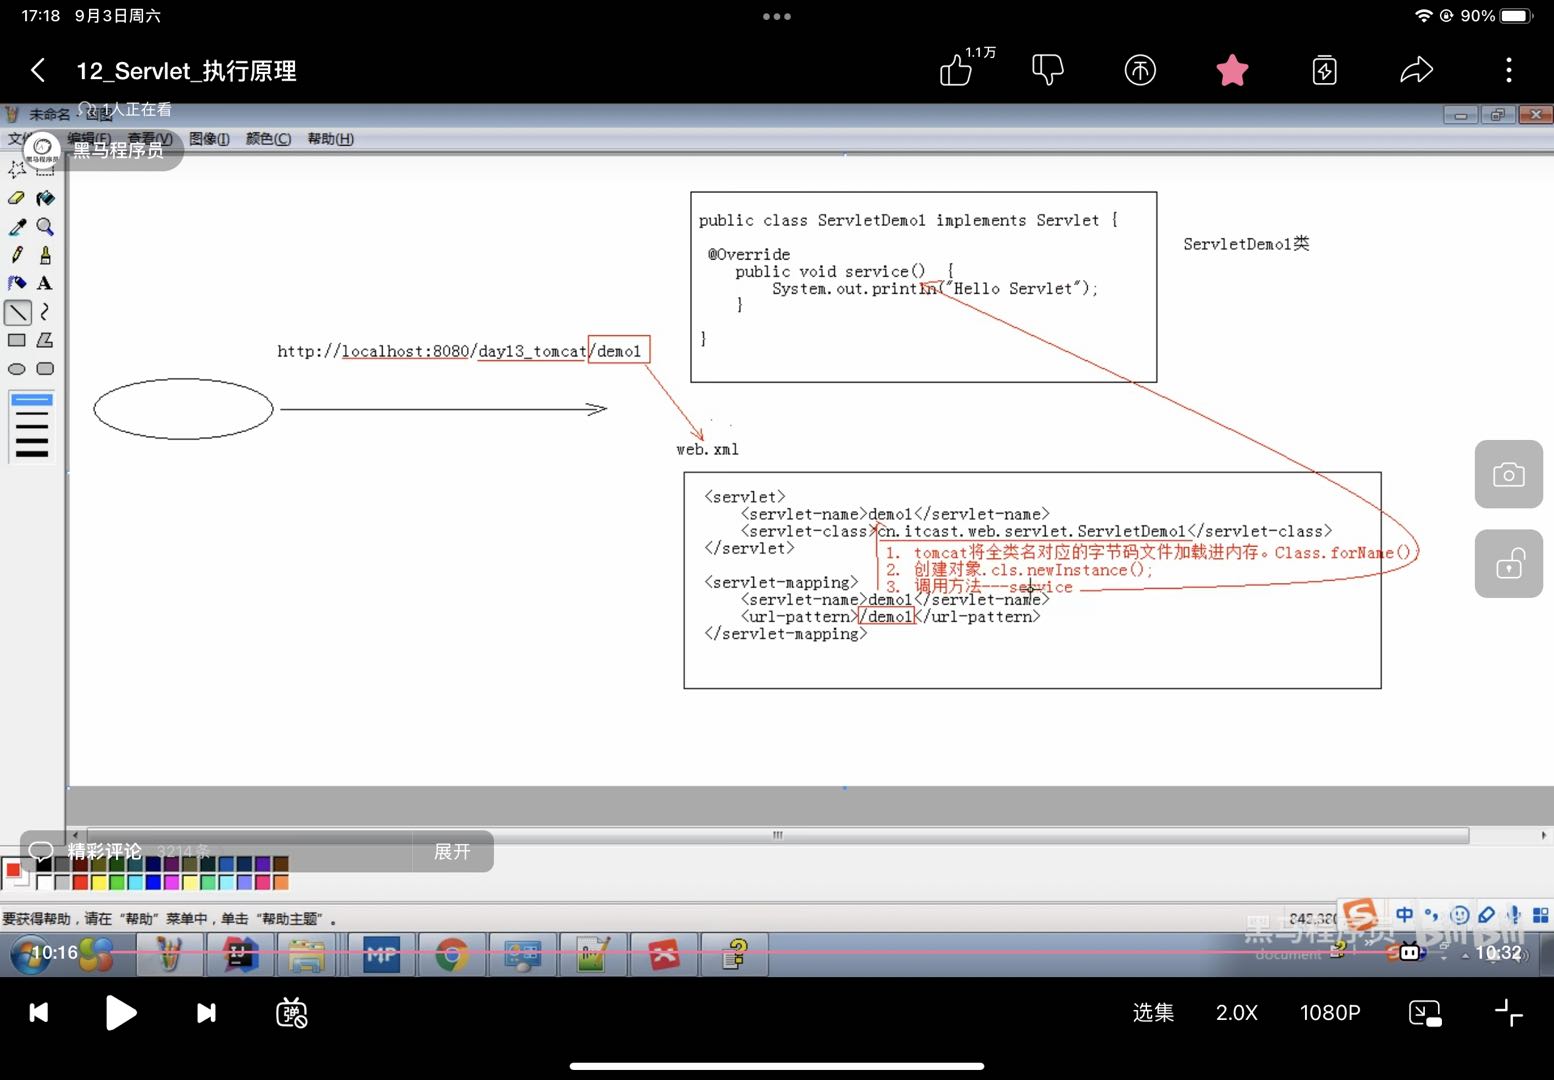 17:18 9月3日周六
90%
12_Servlet_执行原理
1.1万
1人正在看
未命名 - 画图
编辑(E) 查看(V) 图像(I) 颜色(C) 帮助(H)
黑马程序员
public class ServletDemo1 implements Servlet {
@Override
public void service() {
System.out.println("Hello Servlet");
}
}
ServletDemo1类
http://localhost:8080/day13_tomcat/demo1
web.xml
<servlet>
<servlet-name>demo1</servlet-name>
<servlet-class>cn.itcast.web.servlet.ServletDemo1</servlet-class>
</servlet>
1. tomcat将全类名对应的字节码文件加载进内存。Class.forName()
2. 创建对象.cls.newInstance();
3. 调用方法---service
<servlet-mapping>
<servlet-name>demo1</servlet-name>
<url-pattern>/demo1</url-pattern>
</servlet-mapping>
精彩评论 3214条 展开
要获得帮助，请在“帮助”菜单中，单击“帮助主题”。
中
黑马程序员 bilibili
10:16
MP
document
10:32
弹
选集 2.0X 1080P